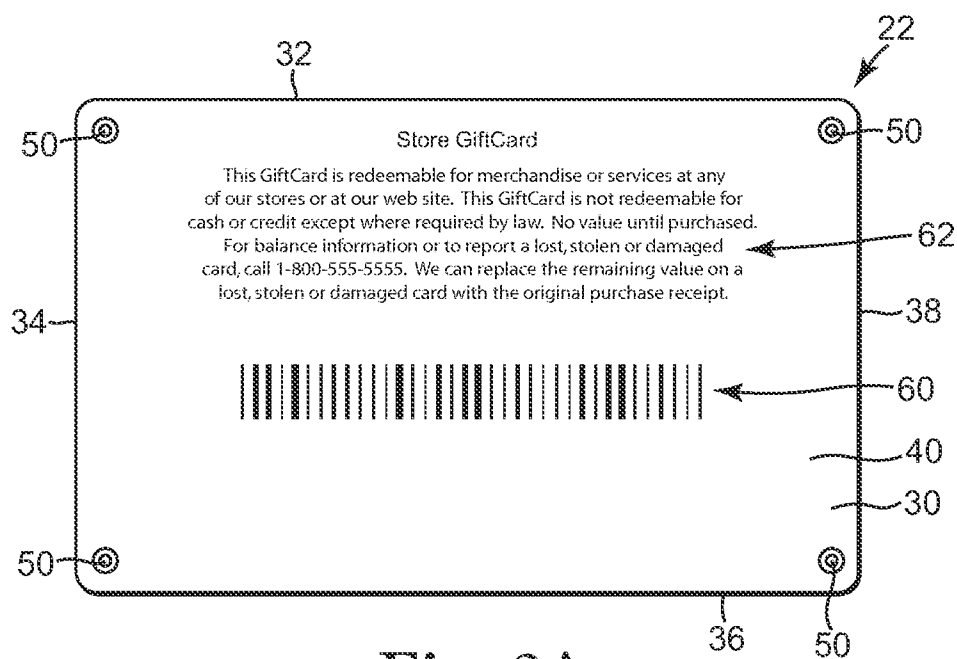 22
32
50
50
Store GiftCard
This GiftCard is redeemable for merchandise or services at any
of our stores or at our web site. This GiftCard is not redeemable for
cash or credit except where required by law. No value until purchased.
For balance information or to report a lost, stolen or damaged
62
card, call 1-800-555-5555. We can replace the remaining value on a
lost, stolen or damaged card with the original purchase receipt.
34
38
60
40
30
50
50
36